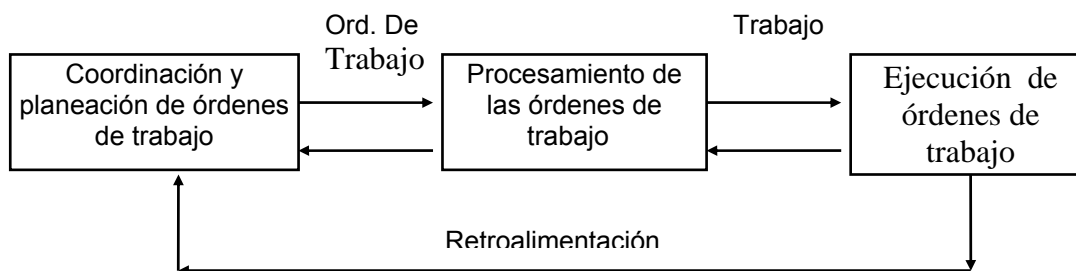 Ord. De
Trabajo
Trabajo
Coordinación y
planeación de órdenes
de trabajo
Procesamiento de
las órdenes de
trabajo
Ejecución de
órdenes de
trabajo
Retroalimentación